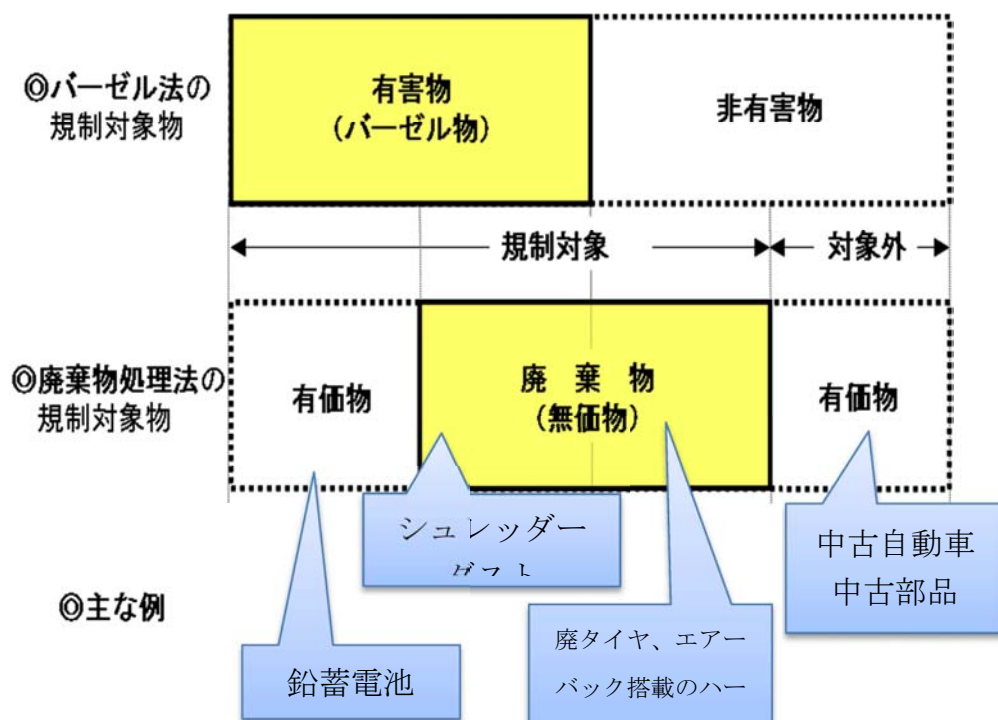 ◎バーゼル法の
規制対象物
有害物
(バーゼル物)
非有害物
規制対象
対象外
◎廃棄物処理法の
規制対象物
有価物
廃 棄 物
(無価物)
有価物
シュレッダー
ダスト
中古自動車
中古部品
◎主な例
鉛蓄電池
廃タイヤ、エアー
バック搭載のハー